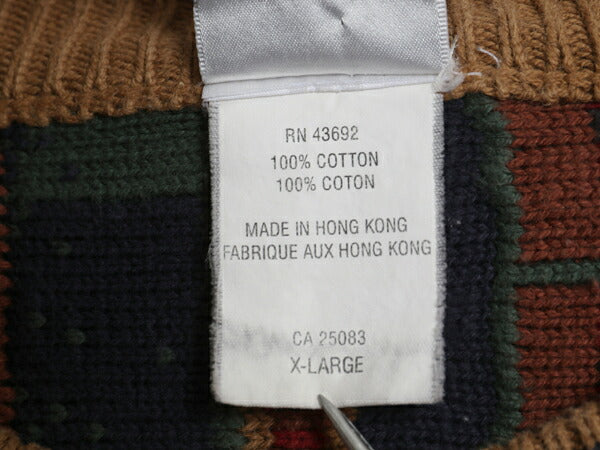 RN 43692
100% COTTON
100% COTON
MADE IN HONG KONG
FABRIQUE AUX HONG KONG
CA 25083
X-LARGE